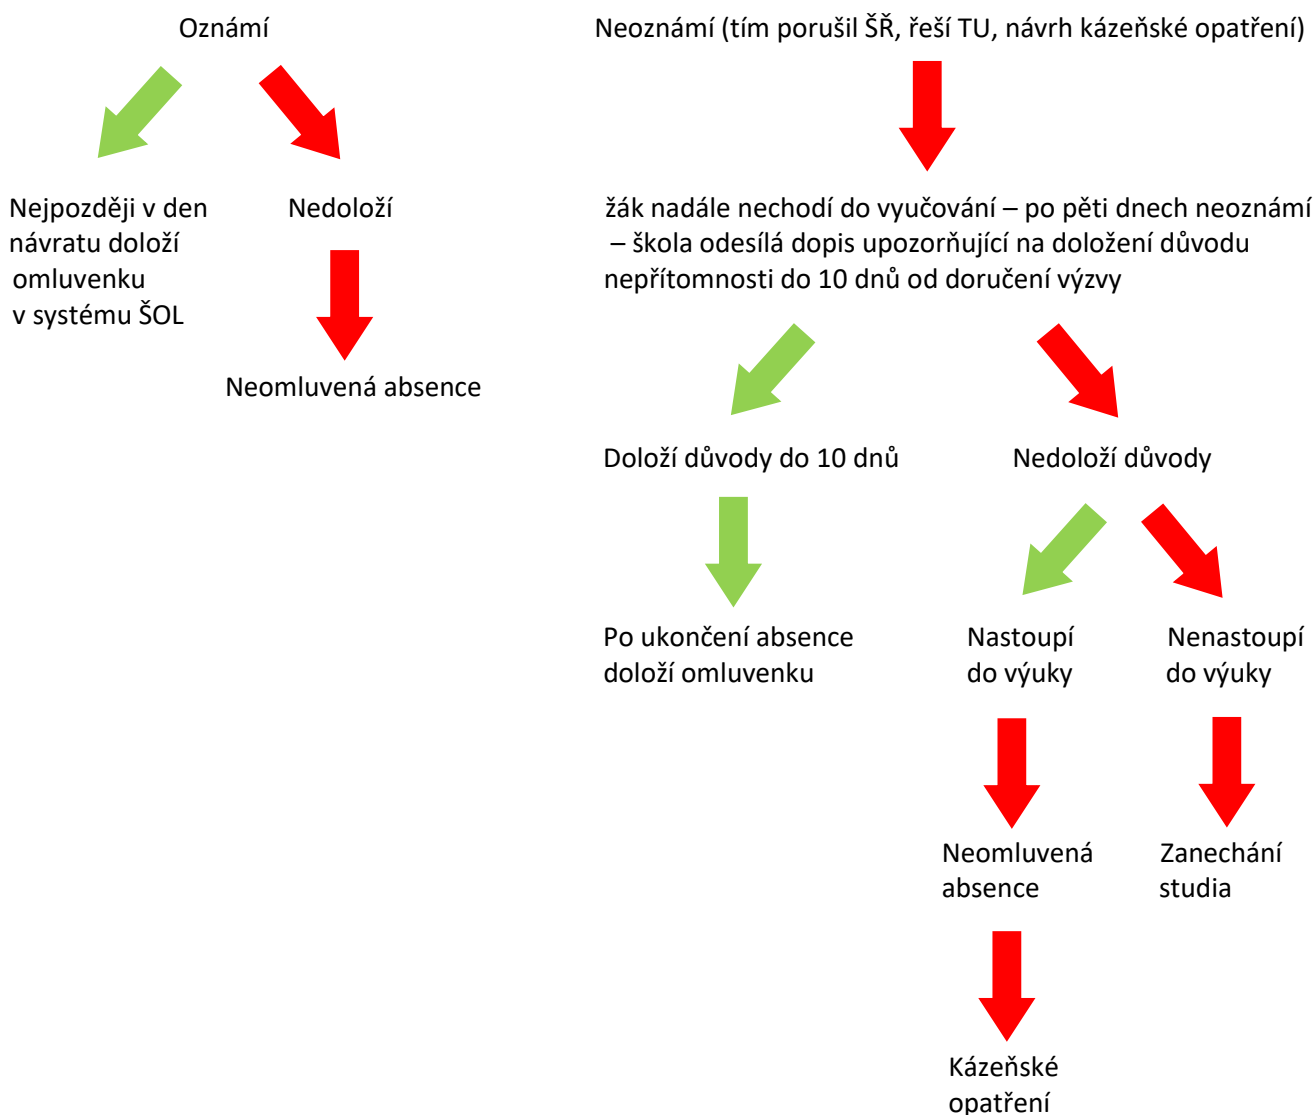 Oznámí
Neoznámí (tím porušil ŠŘ, řeší TU, návrh kázeňské opatření)
Nejpozději v den
návratu doloží
omluvenku
v systému ŠOL
Nedoloží
Neomluvená absence
žák nadále nechodí do vyučování – po pěti dnech neoznámí
– škola odesílá dopis upozorňující na doložení důvodu
nepřítomnosti do 10 dnů od doručení výzvy
Doloží důvody do 10 dnů
Nedoloží důvody
Po ukončení absence
doloží omluvenku
Nastoupí
do výuky
Nenastoupí
do výuky
Neomluvená
absence
Zanechání
studia
Kázeňské
opatření